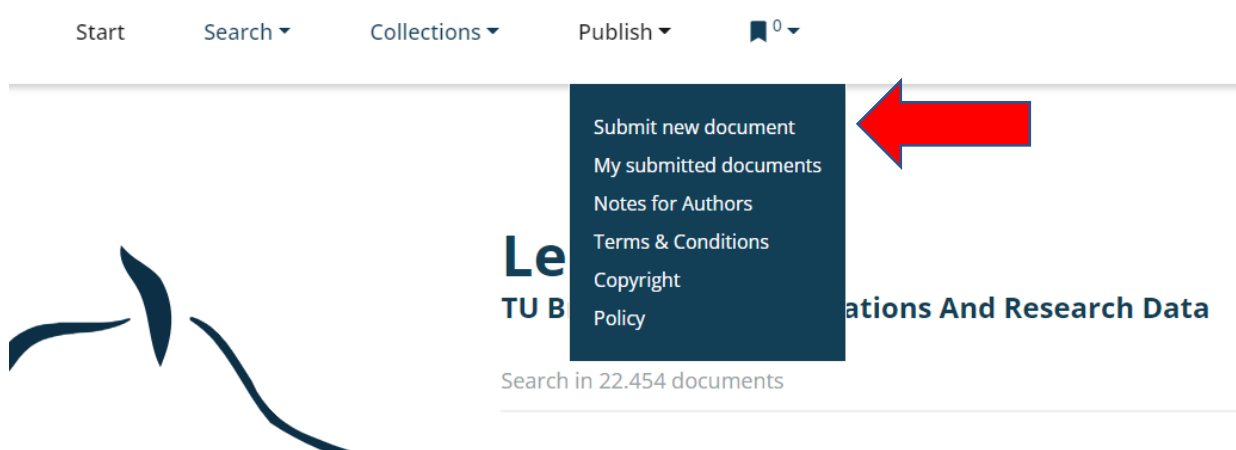 Start Search Collections Publish 0
Submit new document
My submitted documents
Notes for Authors
Terms & Conditions
Copyright
Policy
Le
TU B ations And Research Data
Search in 22.454 documents